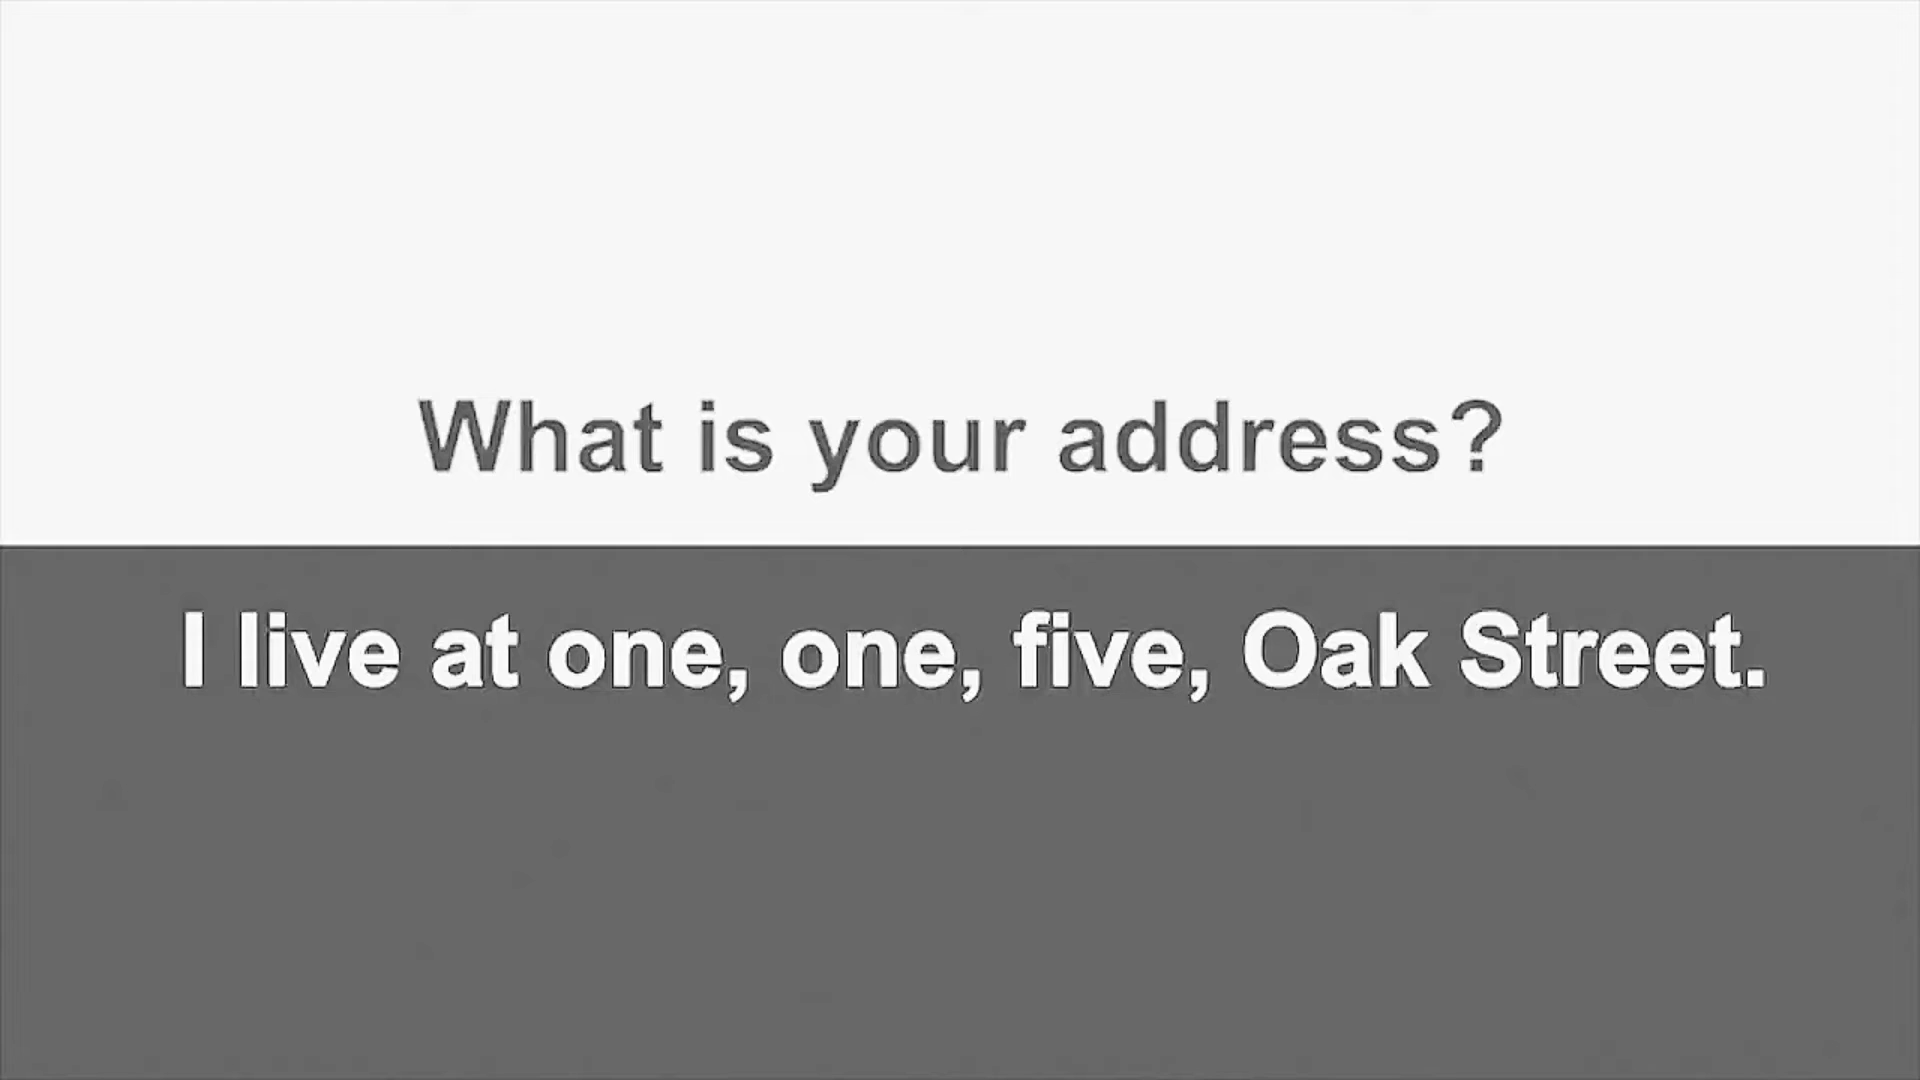 What is your address?
I live at one, one, five, Oak Street.